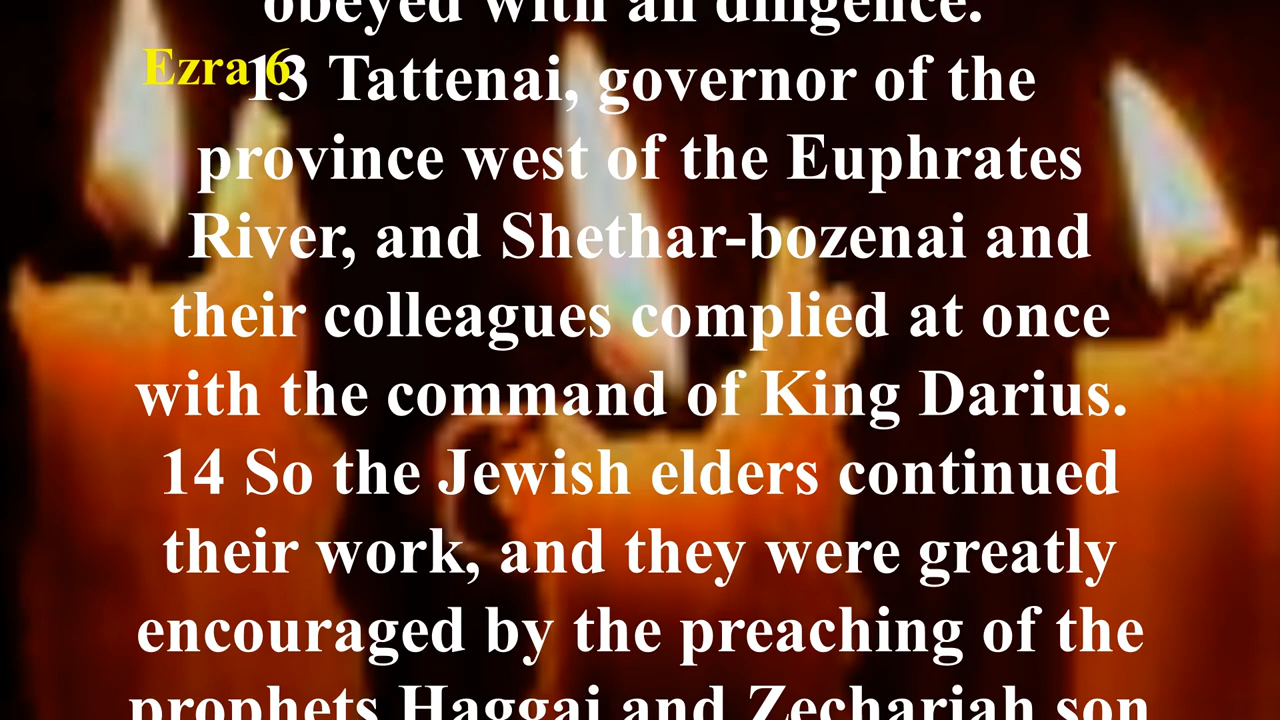 obeyed with all diligence.
Ezra 6
13 Tattenai, governor of the
province west of the Euphrates
River, and Shethar-bozenai and
their colleagues complied at once
with the command of King Darius.
14 So the Jewish elders continued
their work, and they were greatly
encouraged by the preaching of the
prophets Haggai and Zechariah son